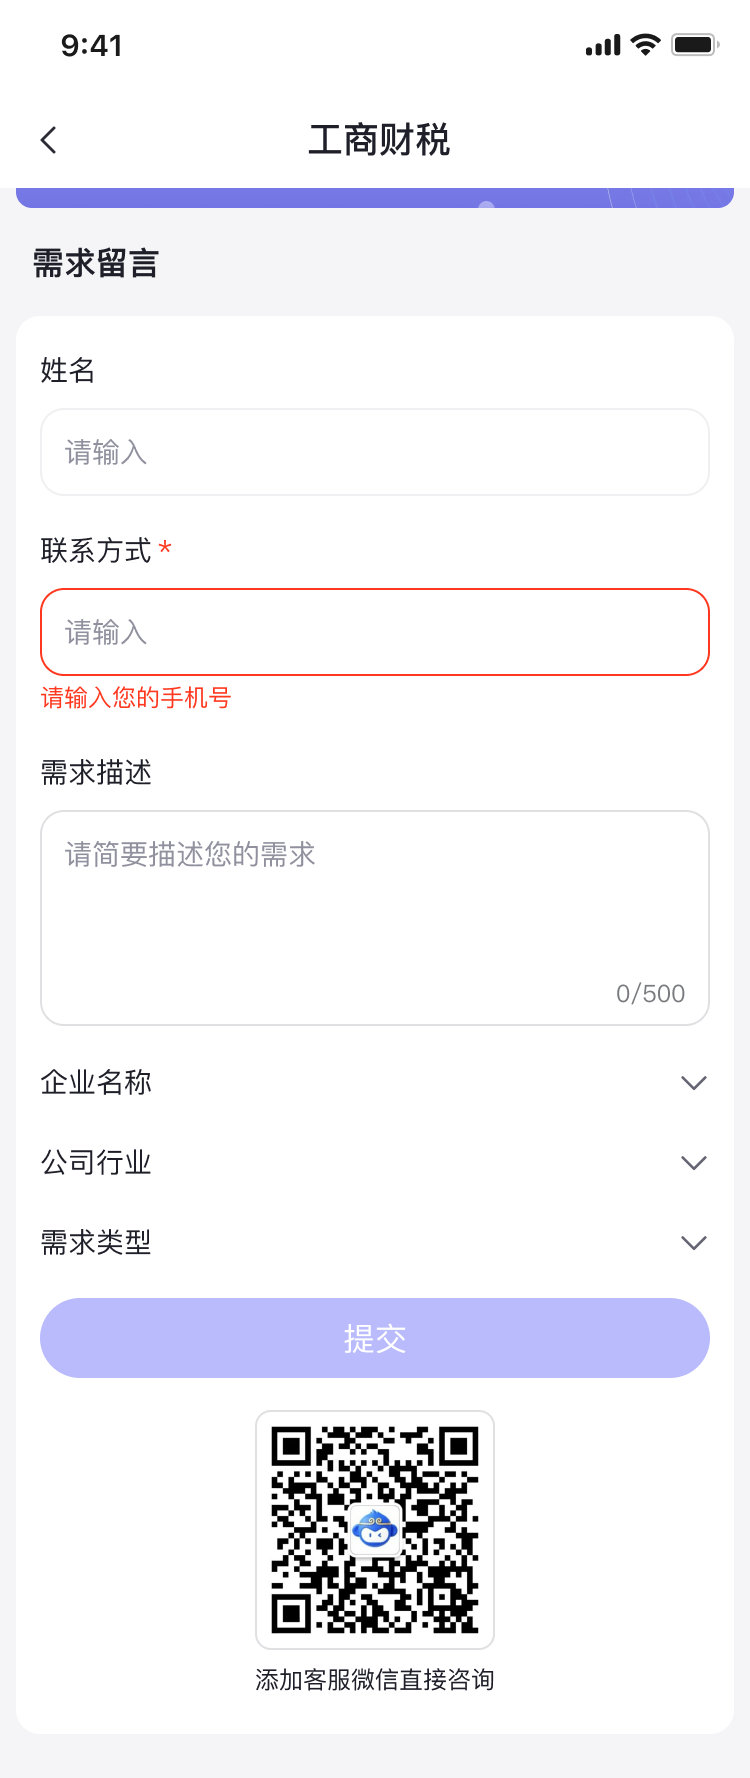 9:41
工商财税
需求留言
姓名
请输入
联系方式 *
请输入
请输入您的手机号
需求描述
请简要描述您的需求
0/500
企业名称
公司行业
需求类型
提交
添加客服微信直接咨询